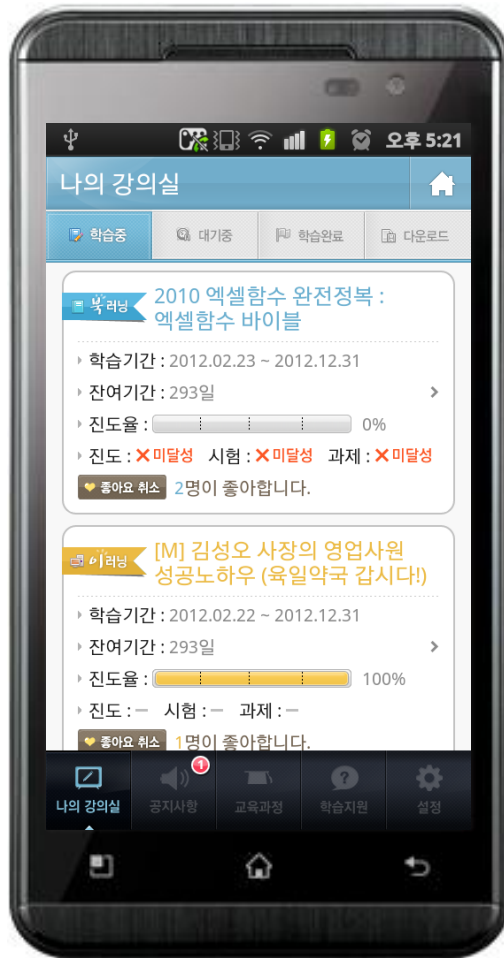 오후 5:21
나의 강의실
학습중
대기중
학습완료
다운로드
북러닝
2010 엑셀함수 완전정복 :
엑셀함수 바이블
학습기간 : 2012.02.23 ~ 2012.12.31
잔여기간 : 293일
진도율 : 0%
진도 : ✕미달성 시험 : ✕미달성 과제 : ✕미달성
좋아요 취소 2명이 좋아합니다.
이러닝
[M] 김성오 사장의 영업사원
성공노하우 (육일약국 갑시다!)
학습기간 : 2012.02.22 ~ 2012.12.31
잔여기간 : 293일
진도율 : 100%
진도 : – 시험 : – 과제 : –
좋아요 취소 1명이 좋아합니다.
1
나의 강의실
공지사항
교육과정
학습지원
설정